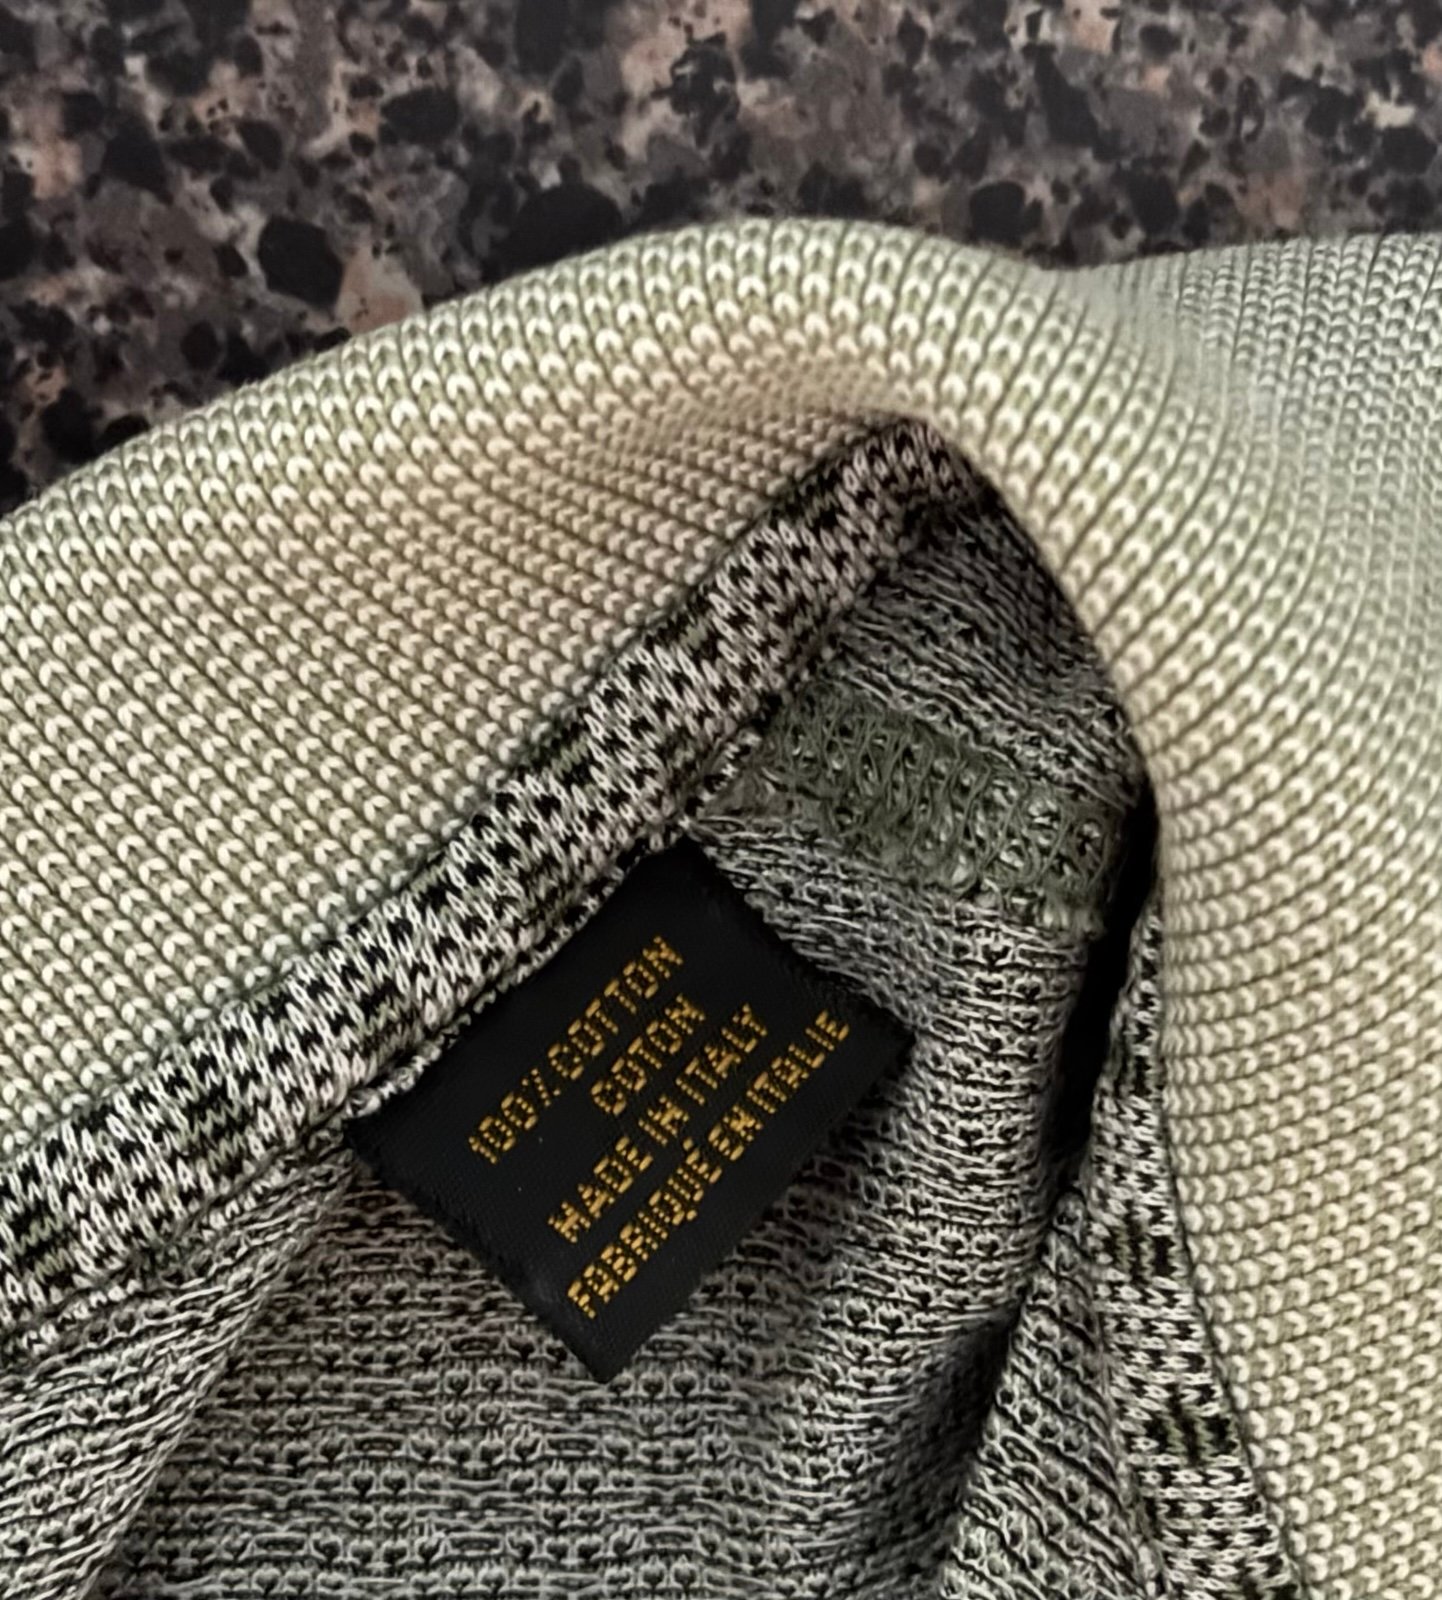 100% COTTON
COTON
MADE IN ITALY
FABRIQUÉ EN ITALIE